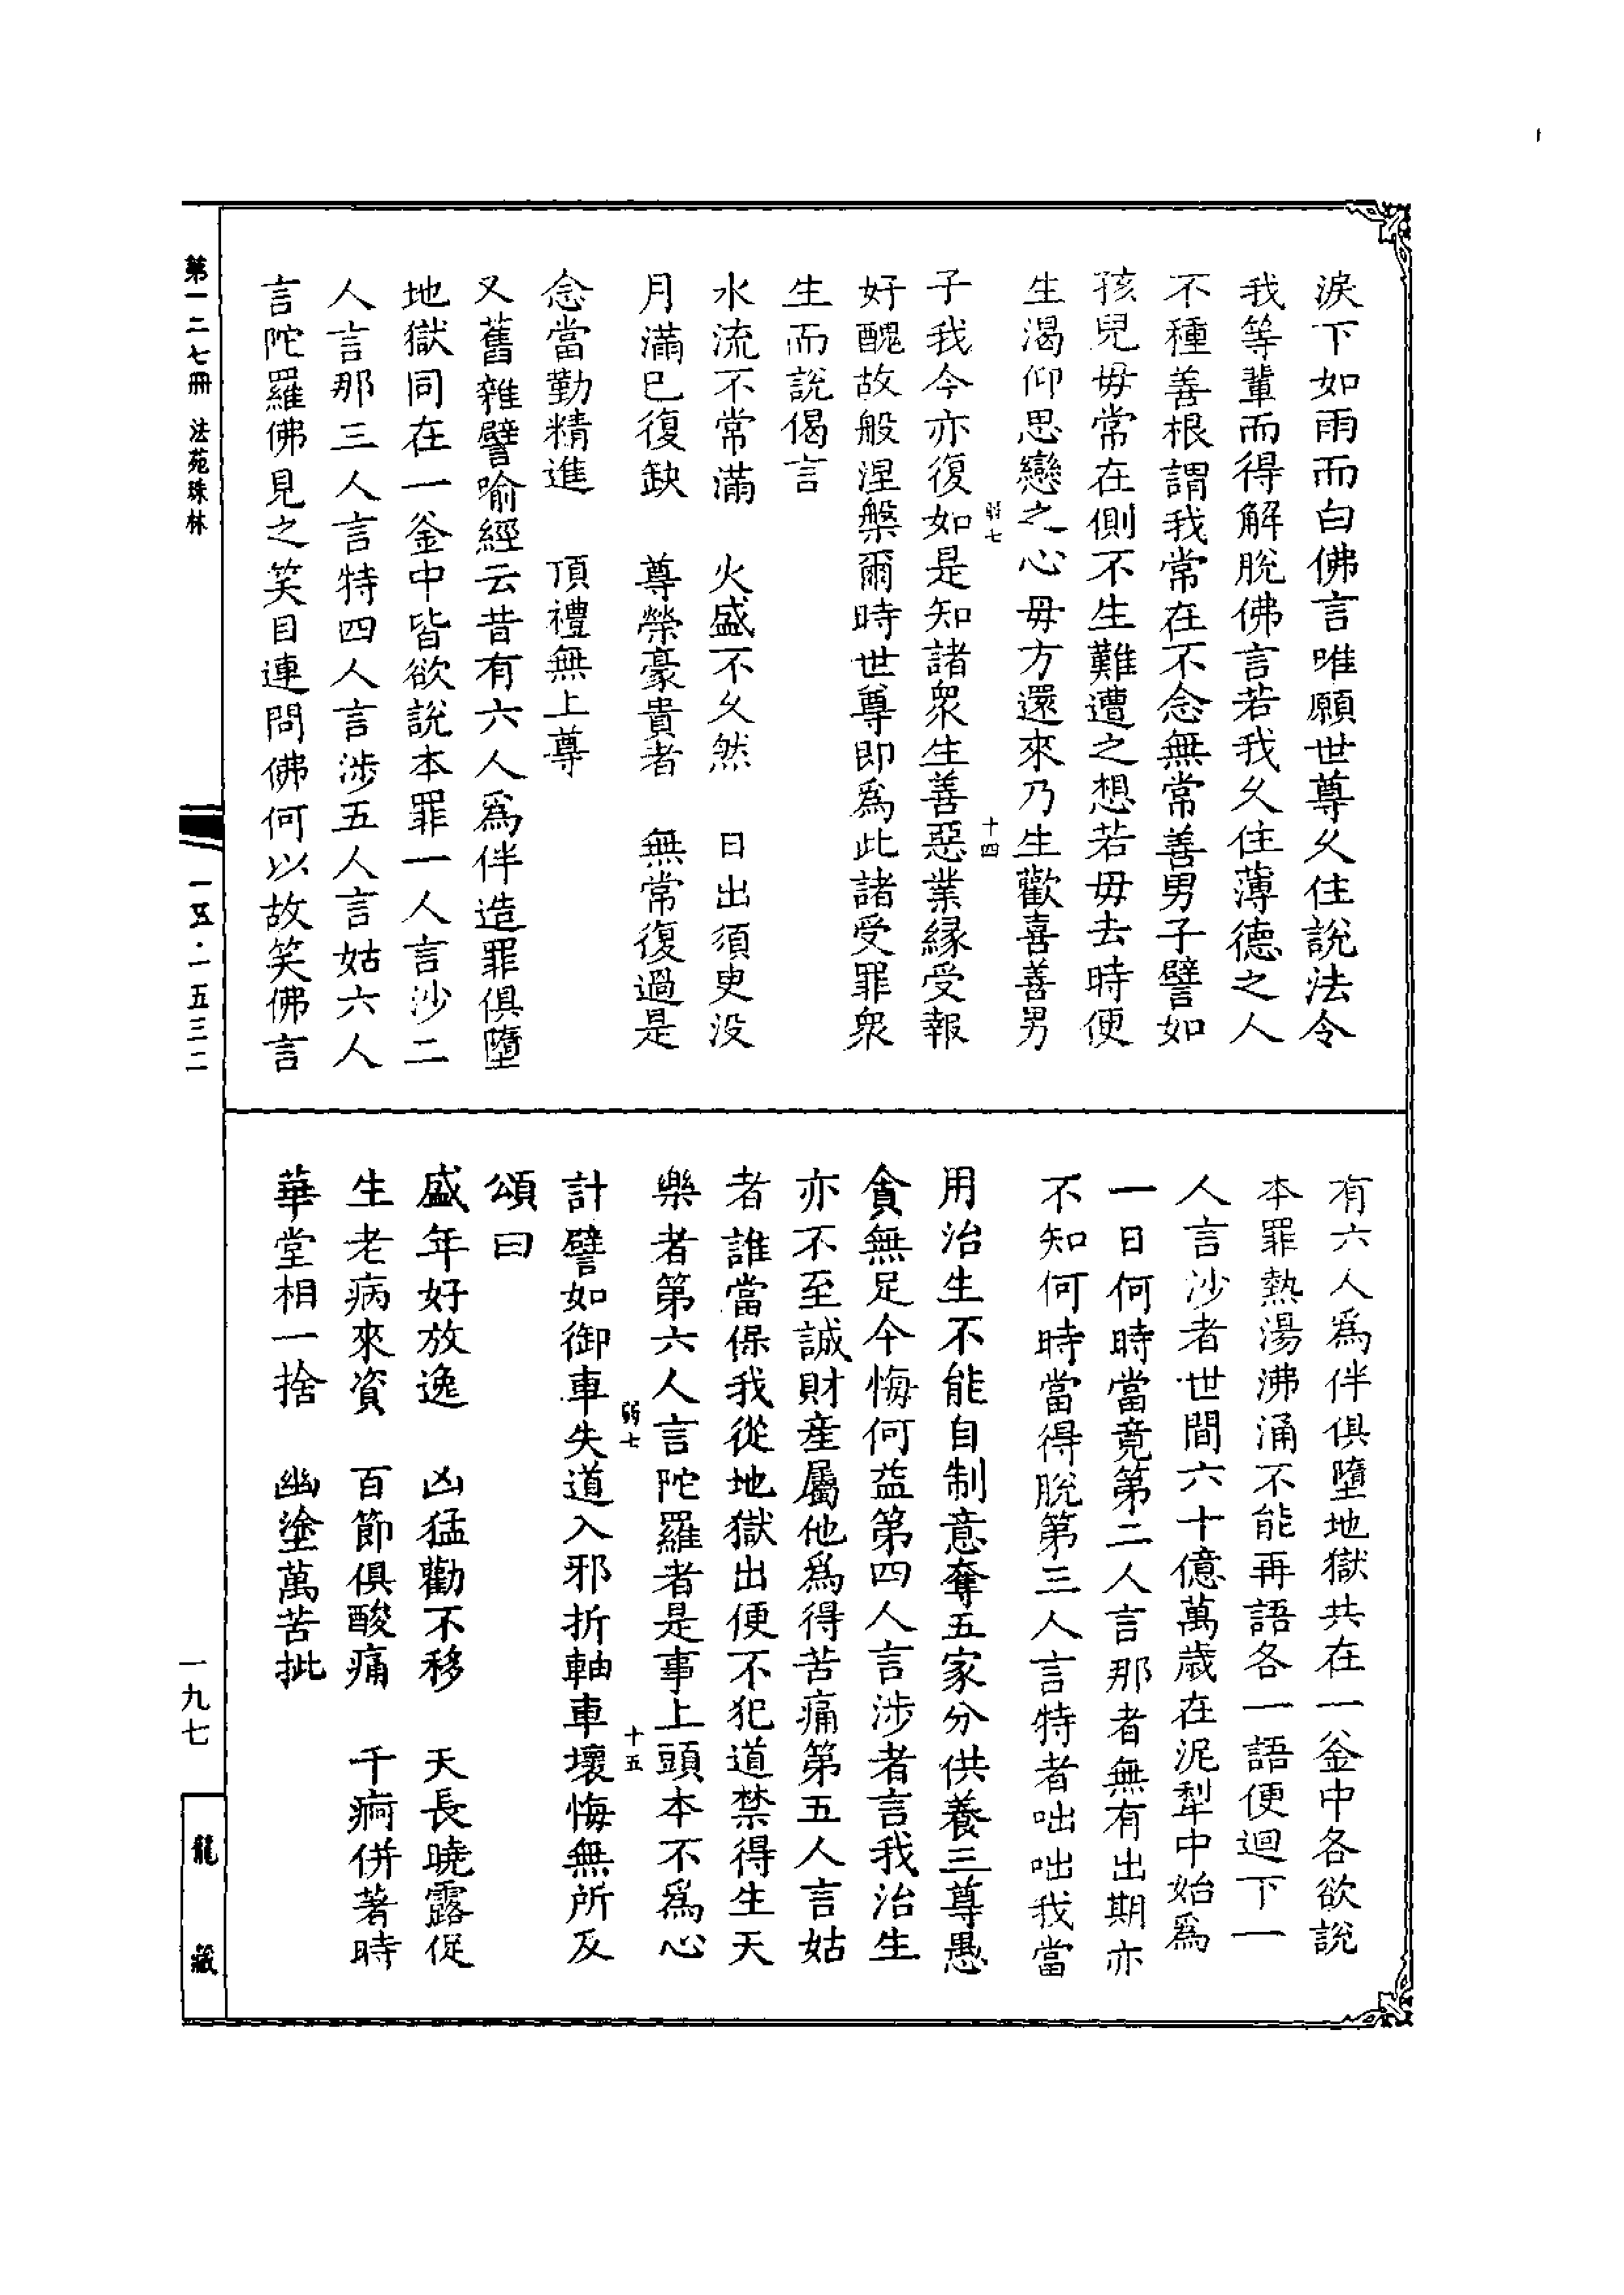 淚下如雨而白佛言唯願世尊久住說法令
我等輩而得解脫佛言若我久住薄德之人
不種善根謂我常在不念無常善男子譬如
孩兒毋常在側不生難遭之想若毋去時便
生渴仰思戀之心毋方還來乃生歡喜善男
弱七 十四
子我今亦復如是知諸衆生善惡業緣受報
好醜故般涅槃爾時世尊即爲此諸受罪衆
生而說偈言
水流不常滿 火盛不久然 日出須臾没
月滿已復缺 尊榮豪貴者 無常復過是
念當勤精進 頂禮無上尊
又舊雜譬喻經云昔有六人爲伴造罪俱墮
地獄同在一釜中皆欲說本罪一人言沙二
人言那三人言特四人言涉五人言姑六人
言陀羅佛見之笑目連問佛何以故笑佛言
有六人爲伴俱墮地獄共在一釜中各欲說
本罪熱湯沸涌不能再語各一語便迴下一
人言沙者世間六十億萬歲在泥犁中始爲
一日何時當竟第二人言那者無有出期亦
不知何時當得脫第三人言特者咄咄我當
用治生不能自制意奪五家分供養三尊愚
貪無足今悔何益第四人言涉者言我治生
亦不至誠財産屬他爲得苦痛第五人言姑
者誰當保我從地獄出便不犯道禁得生天
樂者第六人言陀羅者是事上頭本不爲心
弱七 十五
計譬如御車失道入邪折軸車壞悔無所及
頌曰
盛年好放逸 凶猛勸不移 天長曉露促
生老病來資 百節俱酸痛 千痾併著時
華堂相一捨 幽塗萬苦批
第一二七冊 法苑珠林
一五·一五三二
一九七
龍藏